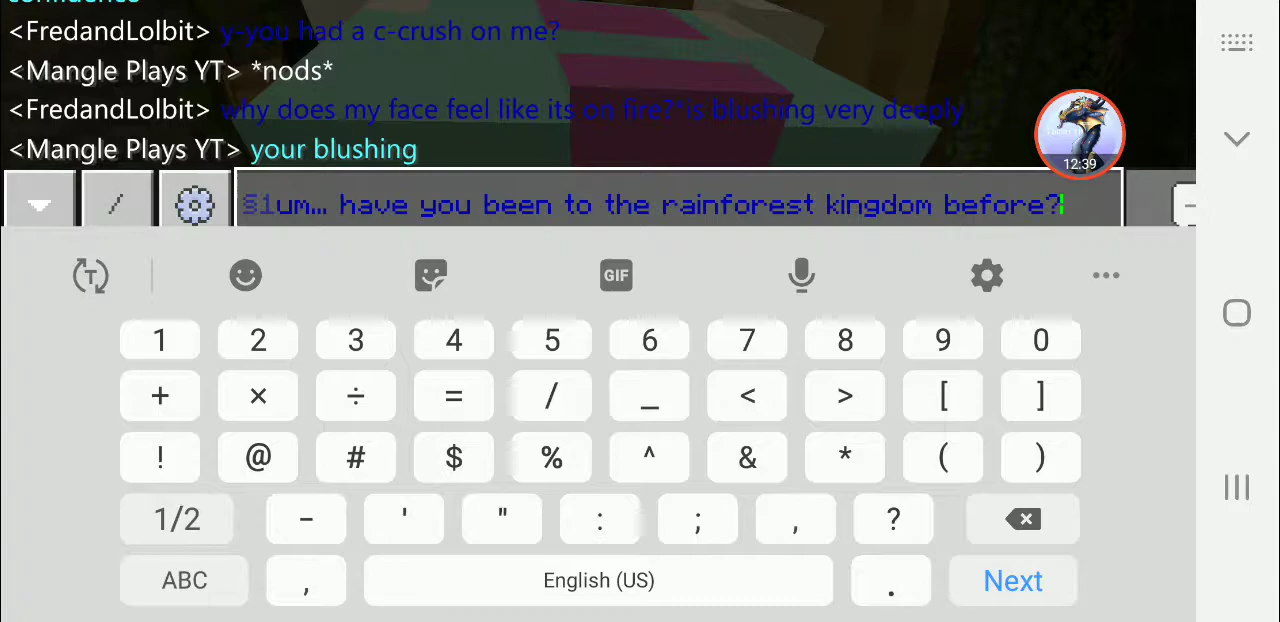 confidence
<FredandLolbit> y-you had a c-crush on me?
<Mangle Plays YT> *nods*
<FredandLolbit> why does my face feel like its on fire?*is blushing very deeply
<Mangle Plays YT> your blushing
/ §1um... have you been to the rainforest kingdom before?
12:39
T GIF
1 2 3 4 5 6 7 8 9 0
+ × ÷ = / _ < > [ ]
! @ # $ % ^ & * ( )
1/2 - ' " : ; , ?
ABC , English (US) . Next